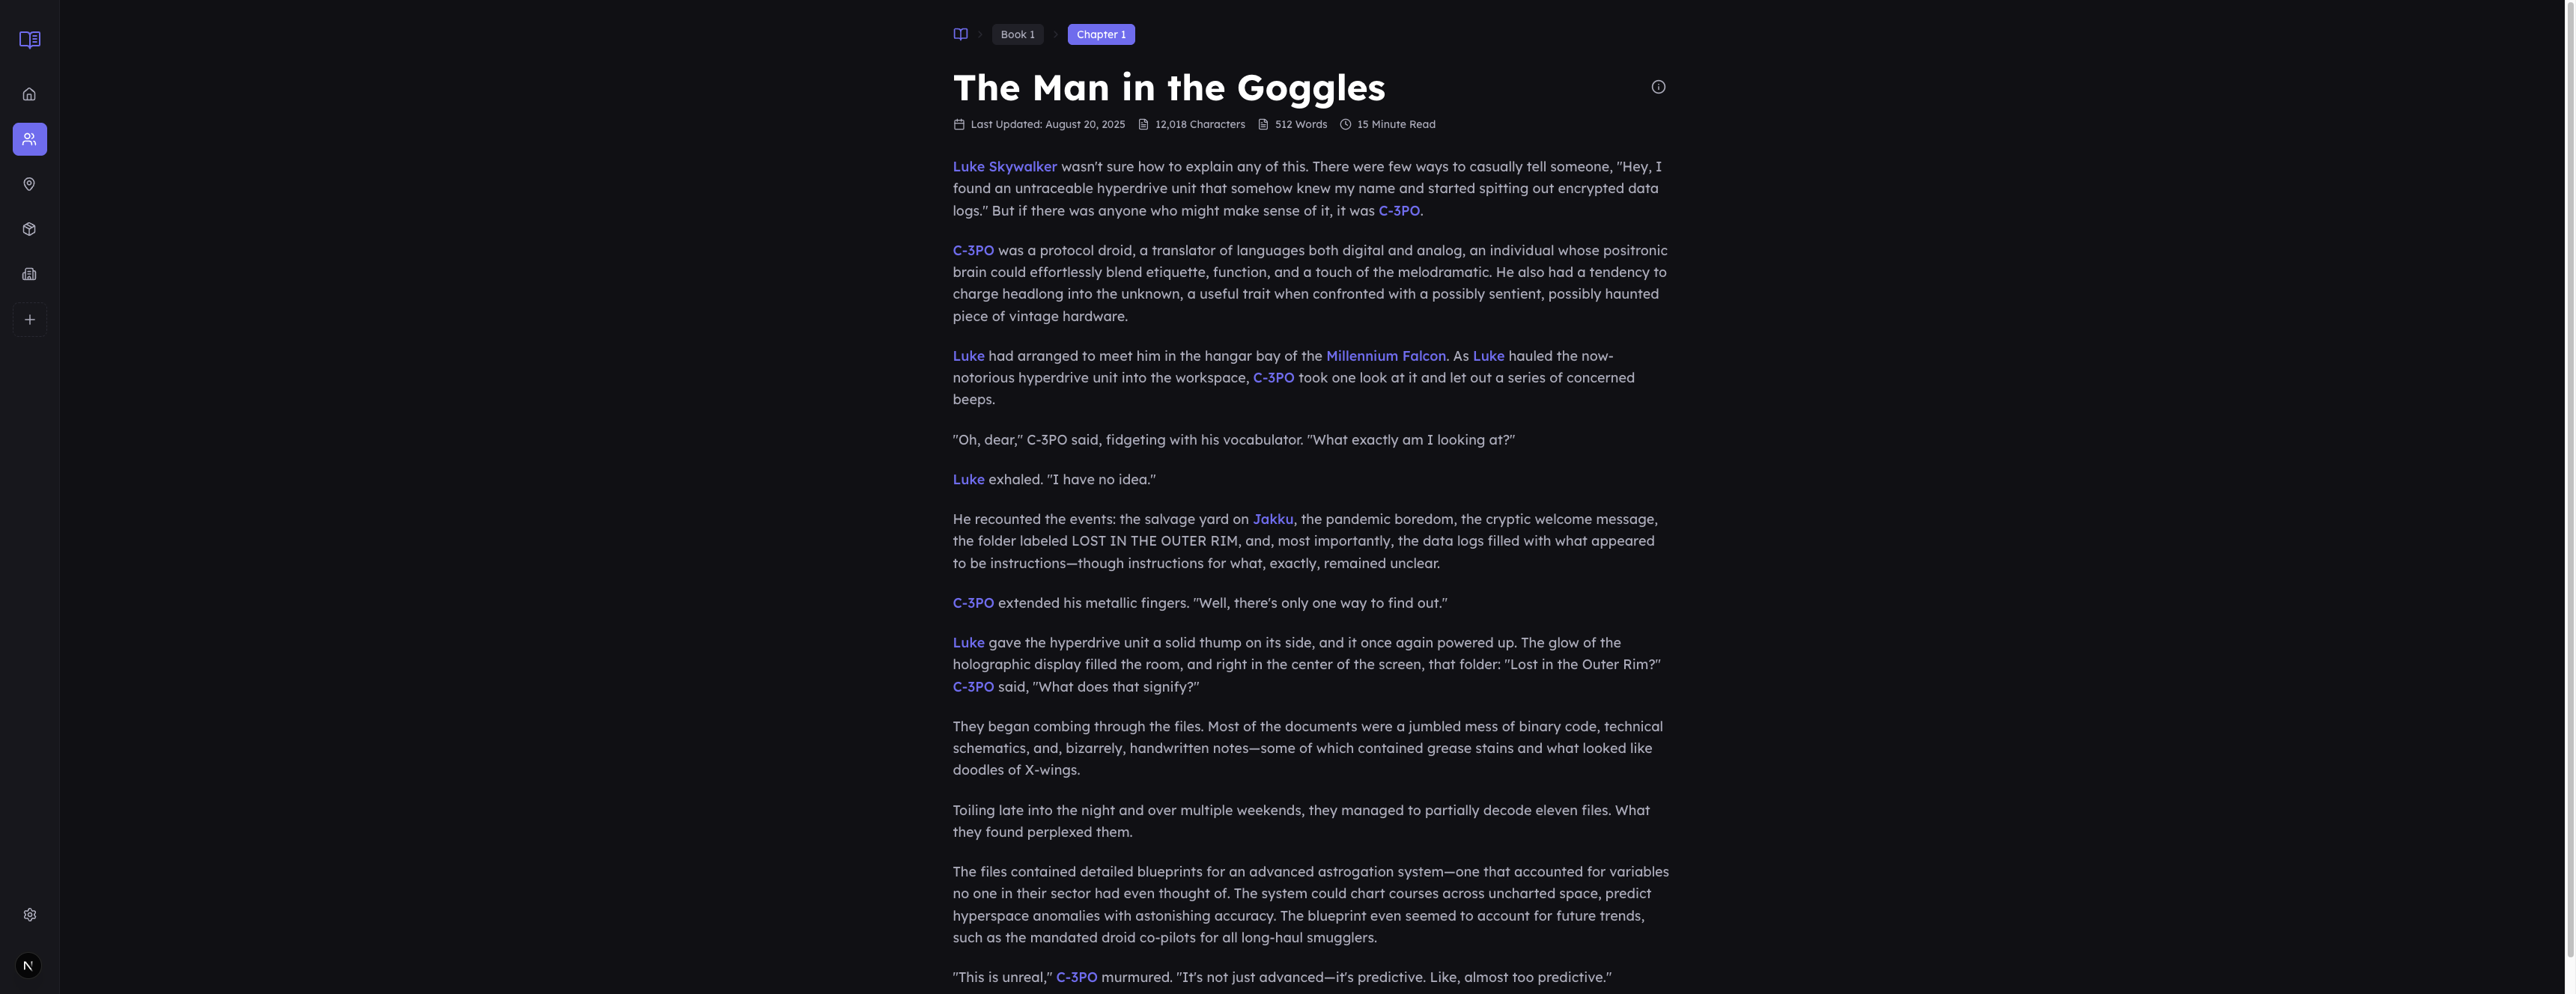 Book 1
Chapter 1
The Man in the Goggles
Last Updated: August 20, 2025 12,018 Characters 512 Words 15 Minute Read
Luke Skywalker wasn't sure how to explain any of this. There were few ways to casually tell someone, "Hey, I
found an untraceable hyperdrive unit that somehow knew my name and started spitting out encrypted data
logs." But if there was anyone who might make sense of it, it was C-3PO.
C-3PO was a protocol droid, a translator of languages both digital and analog, an individual whose positronic
brain could effortlessly blend etiquette, function, and a touch of the melodramatic. He also had a tendency to
charge headlong into the unknown, a useful trait when confronted with a possibly sentient, possibly haunted
piece of vintage hardware.
Luke had arranged to meet him in the hangar bay of the Millennium Falcon. As Luke hauled the now-
notorious hyperdrive unit into the workspace, C-3PO took one look at it and let out a series of concerned
beeps.
"Oh, dear," C-3PO said, fidgeting with his vocabulator. "What exactly am I looking at?"
Luke exhaled. "I have no idea."
He recounted the events: the salvage yard on Jakku, the pandemic boredom, the cryptic welcome message,
the folder labeled LOST IN THE OUTER RIM, and, most importantly, the data logs filled with what appeared
to be instructions—though instructions for what, exactly, remained unclear.
C-3PO extended his metallic fingers. "Well, there's only one way to find out."
Luke gave the hyperdrive unit a solid thump on its side, and it once again powered up. The glow of the
holographic display filled the room, and right in the center of the screen, that folder: "Lost in the Outer Rim?"
C-3PO said, "What does that signify?"
They began combing through the files. Most of the documents were a jumbled mess of binary code, technical
schematics, and, bizarrely, handwritten notes—some of which contained grease stains and what looked like
doodles of X-wings.
Toiling late into the night and over multiple weekends, they managed to partially decode eleven files. What
they found perplexed them.
The files contained detailed blueprints for an advanced astrogation system—one that accounted for variables
no one in their sector had even thought of. The system could chart courses across uncharted space, predict
hyperspace anomalies with astonishing accuracy. The blueprint even seemed to account for future trends,
such as the mandated droid co-pilots for all long-haul smugglers.
"This is unreal," C-3PO murmured. "It's not just advanced—it's predictive. Like, almost too predictive."
N